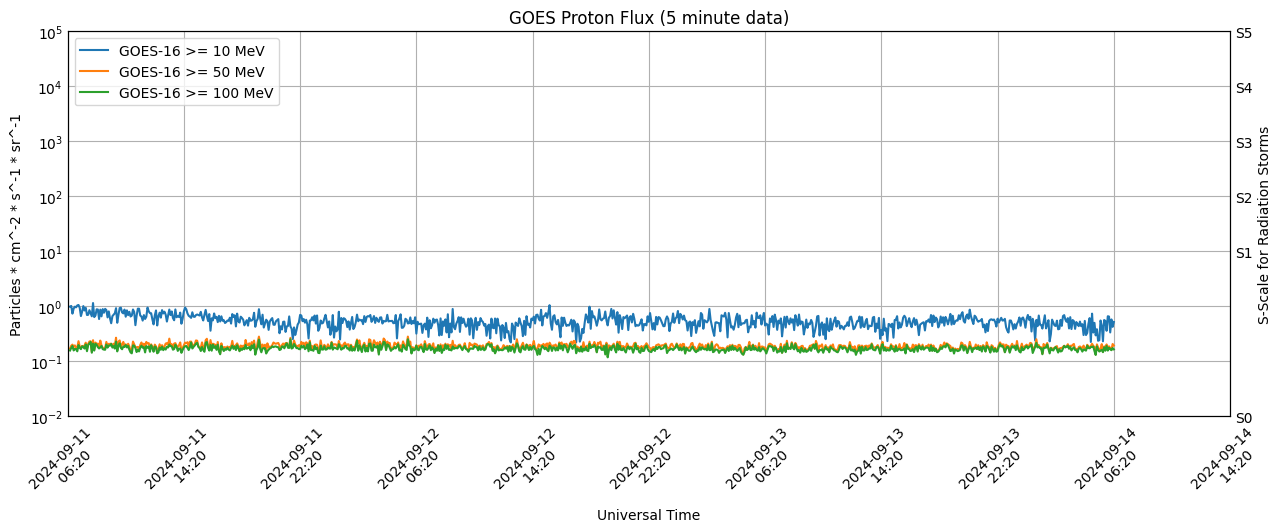 GOES Proton Flux (5 minute data)
GOES-16 >= 10 MeV
GOES-16 >= 50 MeV
GOES-16 >= 100 MeV
Particles * cm^-2 * s^-1 * sr^-1
10^5
10^4
10^3
10^2
10^1
10^0
10^-1
10^-2
S5
S4
S3
S2
S1
S0
S-Scale for Radiation Storms
2024-09-11
06:20
2024-09-11
14:20
2024-09-11
22:20
2024-09-12
06:20
2024-09-12
14:20
2024-09-12
22:20
2024-09-13
06:20
2024-09-13
14:20
2024-09-13
22:20
2024-09-14
06:20
2024-09-14
14:20
Universal Time